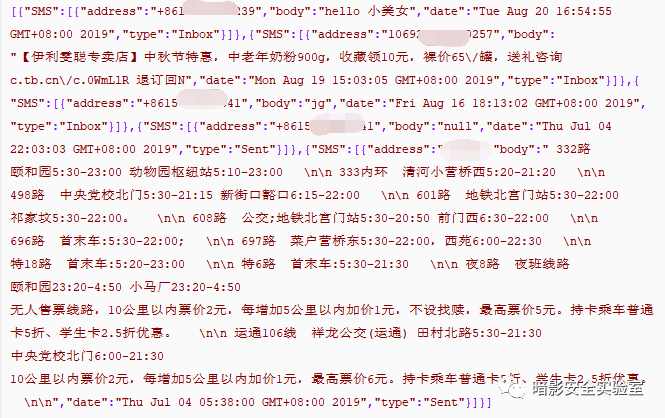 [{"SMS":[{"address":"+861 239","body":"hello 小美女","date":"Tue Aug 20 16:54:55
GMT+08:00 2019","type":"Inbox"}]},{"SMS":[{"address":"1069 0257","body":
"【伊利雯聪专卖店】中秋节特惠，中老年奶粉900g，收藏领10元，裸价65\/罐，送礼咨询
c.tb.cn\/c.0WmL1R 退订回N","date":"Mon Aug 19 15:03:05 GMT+08:00 2019","type":"Inbox"}]},{
"SMS":[{"address":"+8615 41","body":"jg","date":"Fri Aug 16 18:13:02 GMT+08:00 2019",
"type":"Inbox"}]},{"SMS":[{"address":"+8615 1","body":"null","date":"Thu Jul 04
22:03:03 GMT+08:00 2019","type":"Sent"}]},{"SMS":[{"address":" "body":" 332路
颐和园5:30-23:00 动物园枢纽站5:10-23:00 \n\n 333内环 清河小营桥西5:20-21:20 \n\n
498路 中央党校北门5:30-21:15 新街口豁口6:15-22:00 \n\n 601路 地铁北宫门站5:30-22:00
祁家坟5:30-22:00。 \n\n 608路 公交;地铁北宫门站5:30-20:50 前门西6:30-22:00 \n\n
696路 首末车:5:30-22:00; \n\n 697路 菜户营桥东5:30-22:00，西苑6:00-22:30 \n\n
特18路 首末车:5:20-23:00 \n\n 特6路 首末车:5:30-21:30 \n\n 夜8路 夜班线路
颐和园23:20-4:50 小马厂23:20-4:50
无人售票线路，10公里以内票价2元，每增加5公里以内加价1元，不设找赎，最高票价5元。持卡乘车普通
卡5折、学生卡2.5折优惠。 \n\n 运通106线 祥龙公交(运通) 田村北路5:30-21:30
中央党校北门6:00-21:30
10公里以内票价2元，每增加5公里以内加价1元，最高票价6元。持卡乘车普通卡5折、学生卡2.5折优惠。
\n\n","date":"Thu Jul 04 05:38:00 GMT+08:00 2019","type":"Sent"}]}]
暗影安全实验室